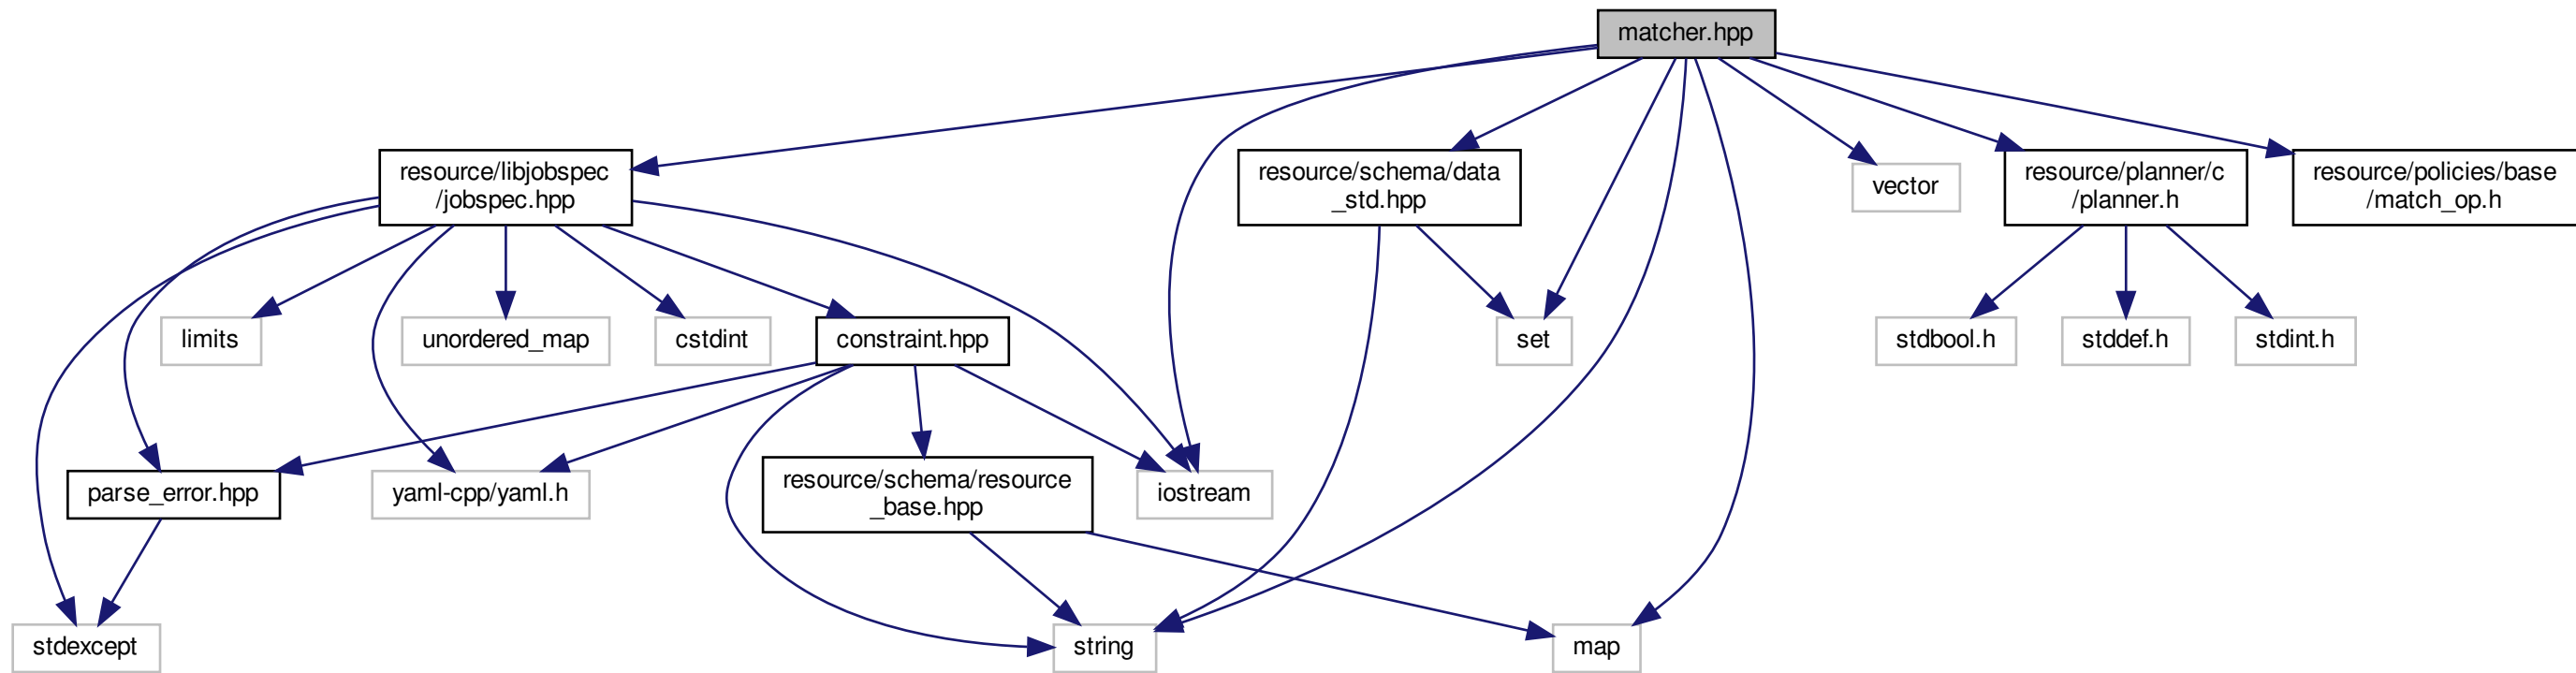 matcher.hpp
resource/libjobspec
/jobspec.hpp
resource/schema/data
_std.hpp
vector
resource/planner/c
/planner.h
resource/policies/base
/match_op.h
limits
unordered_map
cstdint
constraint.hpp
set
stdbool.h
stddef.h
stdint.h
parse_error.hpp
yaml-cpp/yaml.h
resource/schema/resource
_base.hpp
iostream
stdexcept
string
map